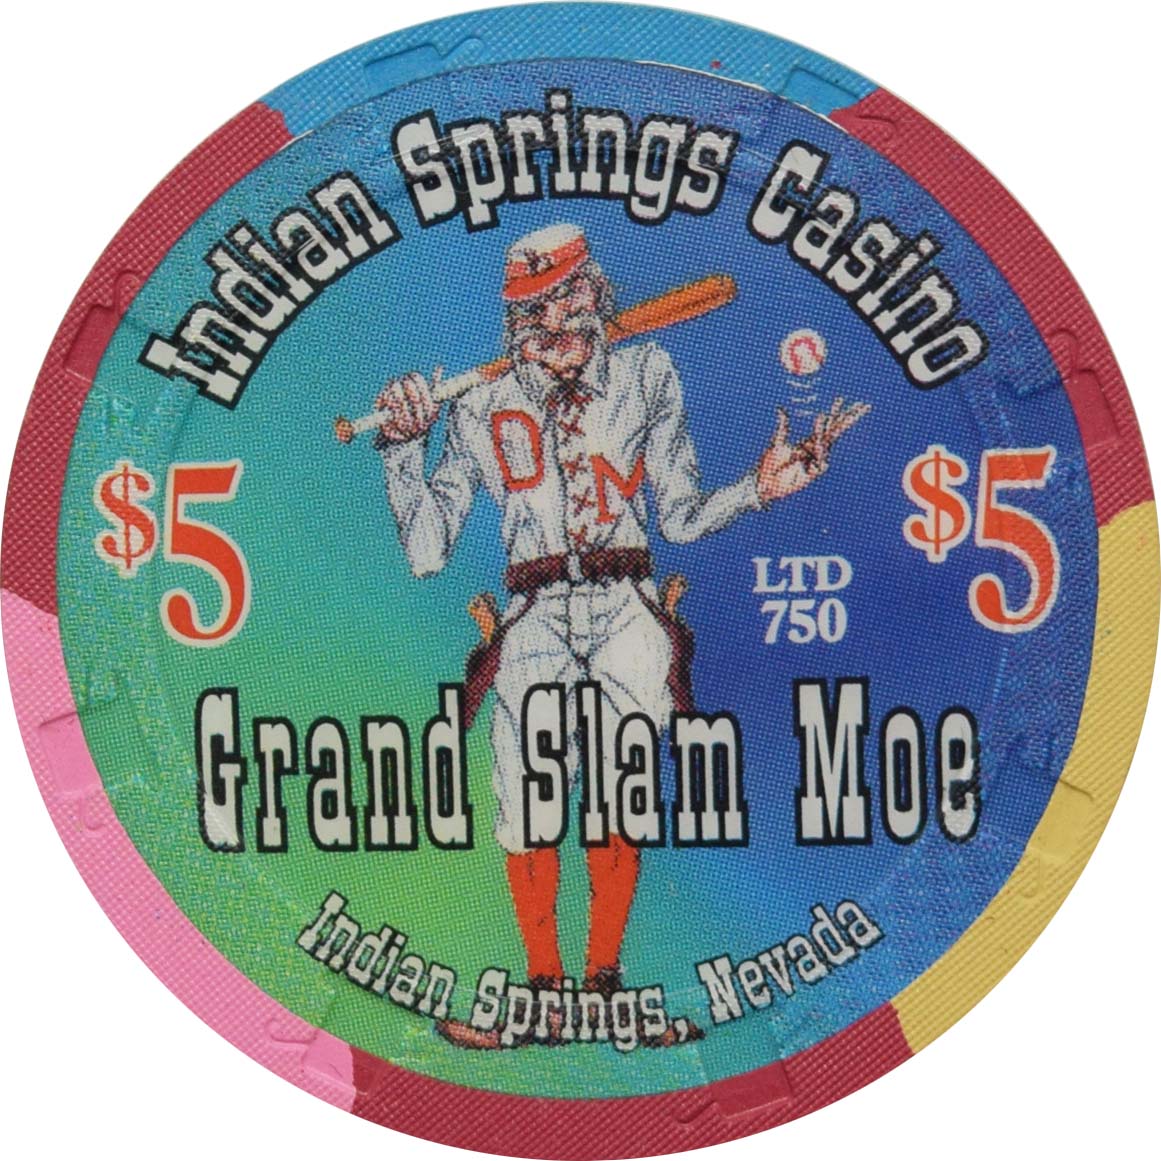 Indian Springs Casino
D M
$5
$5
LTD
750
Grand Slam Moe
Indian Springs, Nevada